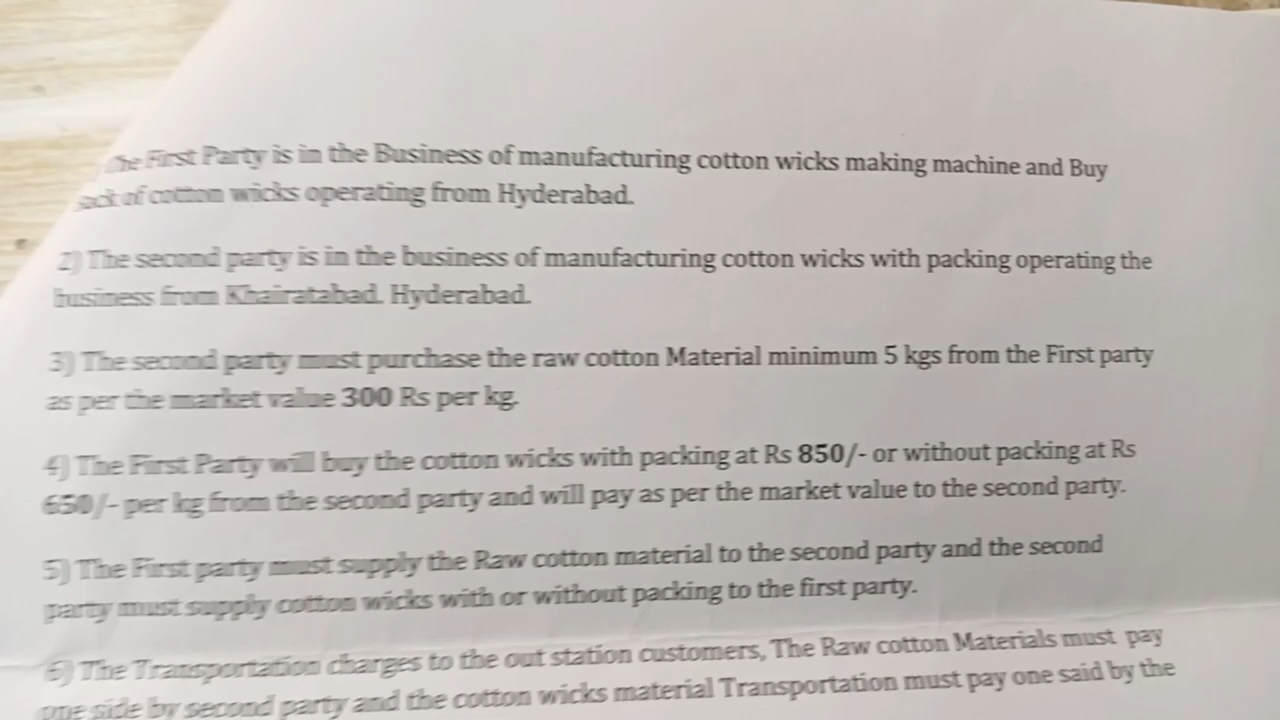 The First Party is in the Business of manufacturing cotton wicks making machine and Buy
back of cotton wicks operating from Hyderabad.
2) The second party is in the business of manufacturing cotton wicks with packing operating the
business from Khairatabad. Hyderabad.
3) The second party must purchase the raw cotton Material minimum 5 kgs from the First party
as per the market value 300 Rs per kg.
4) The First Party will buy the cotton wicks with packing at Rs 850/- or without packing at Rs
650/- per kg from the second party and will pay as per the market value to the second party.
5) The First party must supply the Raw cotton material to the second party and the second
party must supply cotton wicks with or without packing to the first party.
6) The Transportation charges to the out station customers, The Raw cotton Materials must pay
one side by second party and the cotton wicks material Transportation must pay one said by the